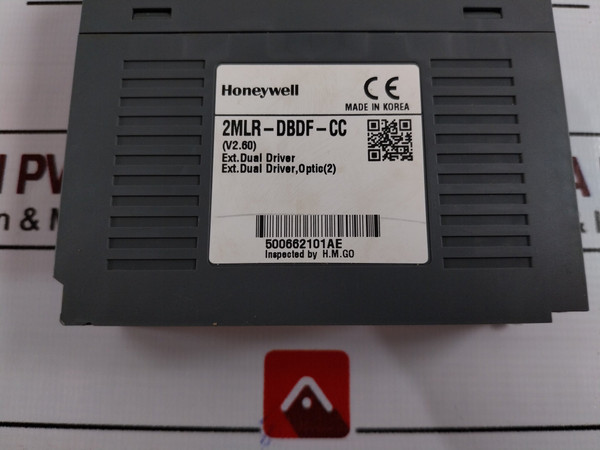 Honeywell
CE
MADE IN KOREA
2MLR-DBDF-CC
(V2.60)
Ext.Dual Driver
Ext.Dual Driver,Optic(2)
500662101AE
Inspected by H.M.GO